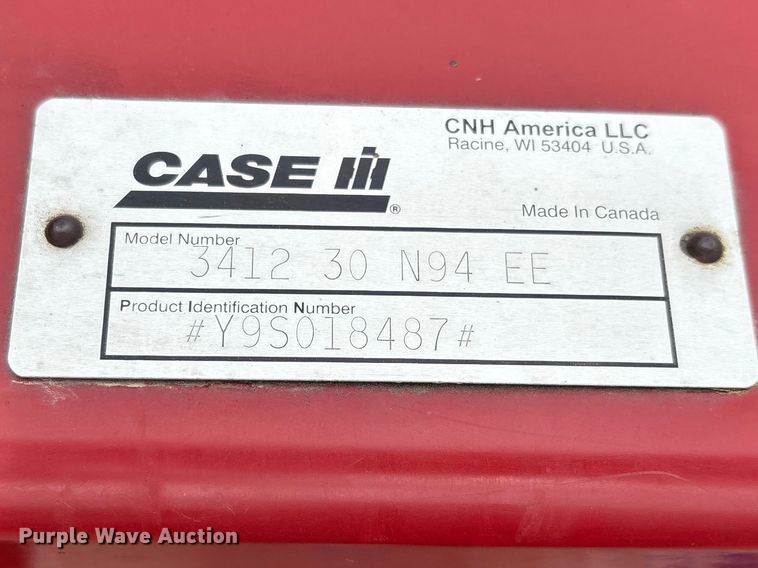 CNH America LLC
Racine, WI 53404 U.S.A.
CASE IH
®
Made In Canada
Model Number
3412 30 N94 EE
Product Identification Number
#Y9S018487#
Purple Wave Auction